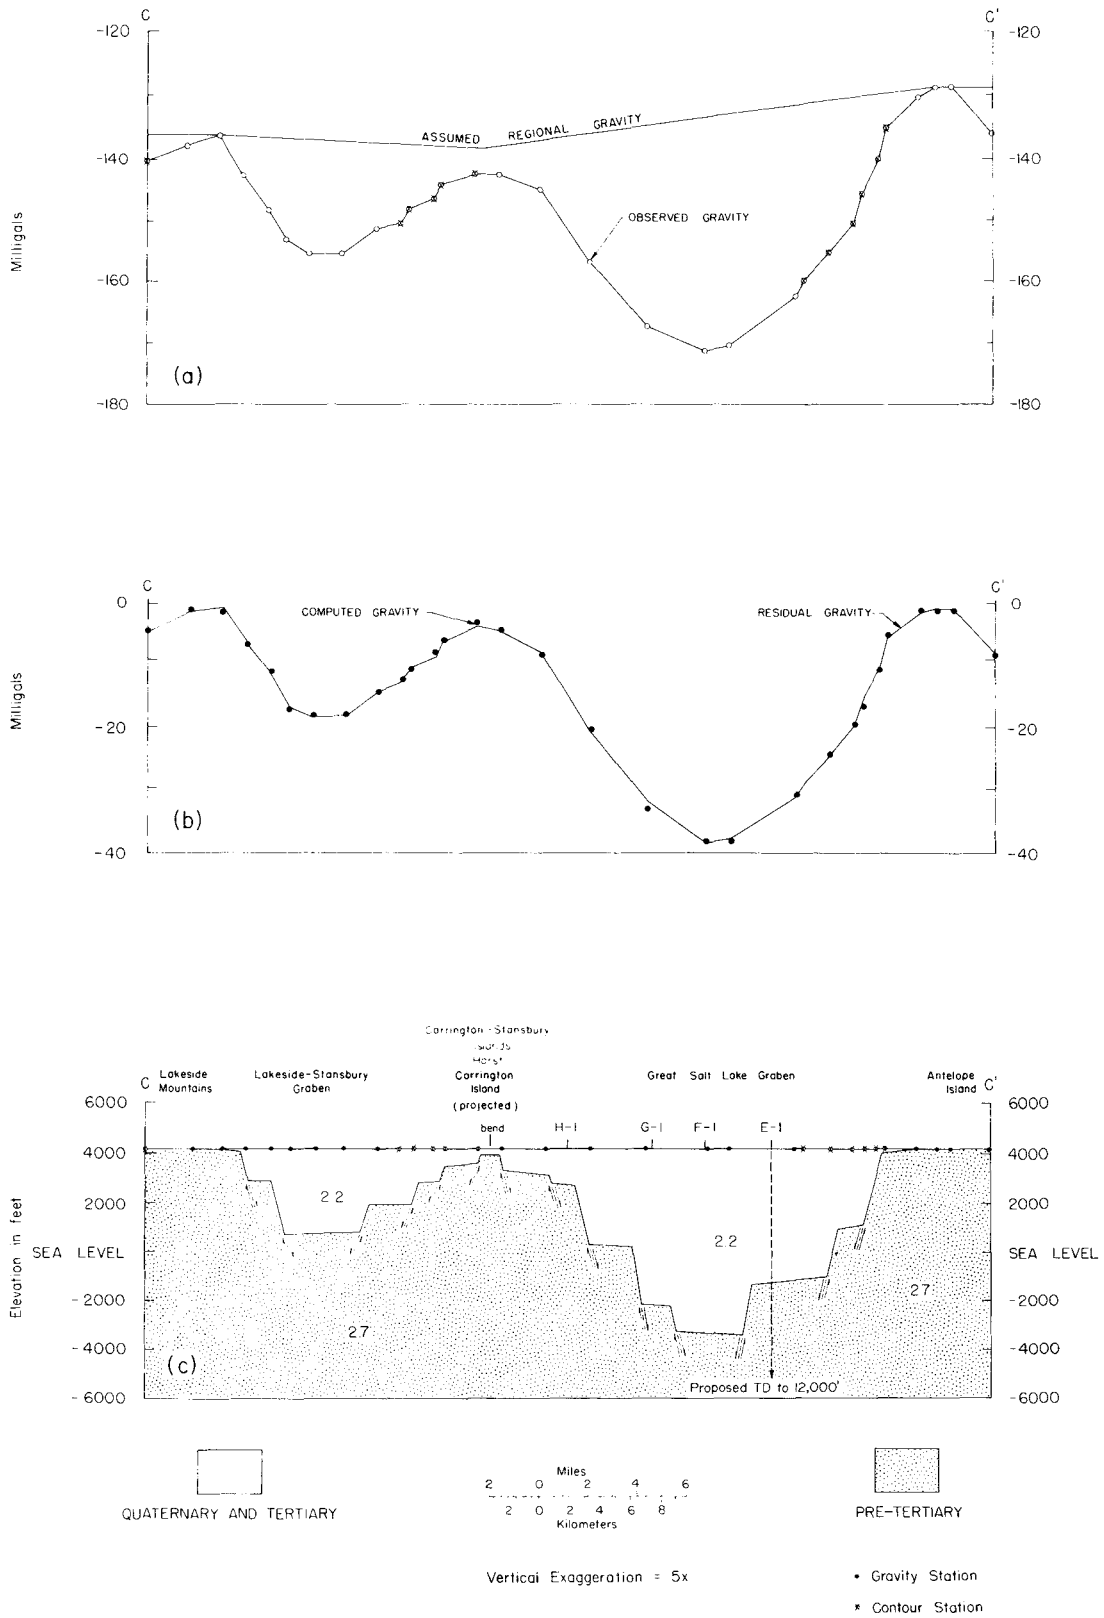 C C'
-120 -120
ASSUMED REGIONAL GRAVITY
-140 -140
OBSERVED GRAVITY
Milligals
-160 -160
(a)
-180 -180
C C'
0 0
COMPUTED GRAVITY RESIDUAL GRAVITY
Milligals
-20 -20
(b)
-40 -40
Carrington-Stansbury
Islands
Horst
C Lakeside Mountains
Lakeside-Stansbury Graben
Carrington Island (projected)
Great Salt Lake Graben
Antelope Island C'
6000 6000
bend H-1 G-1 F-1 E-1
4000 4000
2.2
2000 2000
Elevation in feet
SEA LEVEL 2.2 SEA LEVEL
2.7
-2000 -2000
2.7
-4000 -4000
(c)
Proposed TD to 12,000'
-6000 -6000
Miles
2 0 2 4 6
2 0 2 4 6 8
Kilometers
QUATERNARY AND TERTIARY
PRE-TERTIARY
Vertical Exaggeration = 5x
Gravity Station
Contour Station